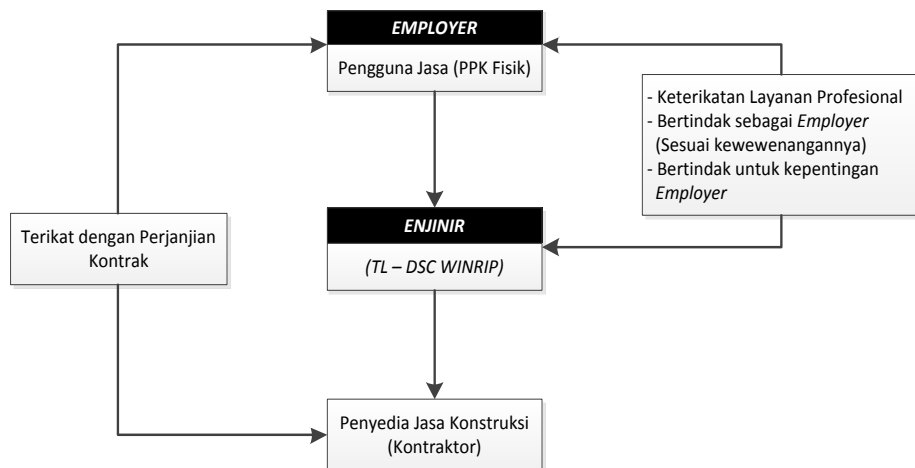 EMPLOYER
Pengguna Jasa (PPK Fisik)
- Keterikatan Layanan Profesional
- Bertindak sebagai Employer
(Sesuai kewewenangannya)
- Bertindak untuk kepentingan
Employer
Terikat dengan Perjanjian
Kontrak
ENJINIR
(TL – DSC WINRIP)
Penyedia Jasa Konstruksi
(Kontraktor)